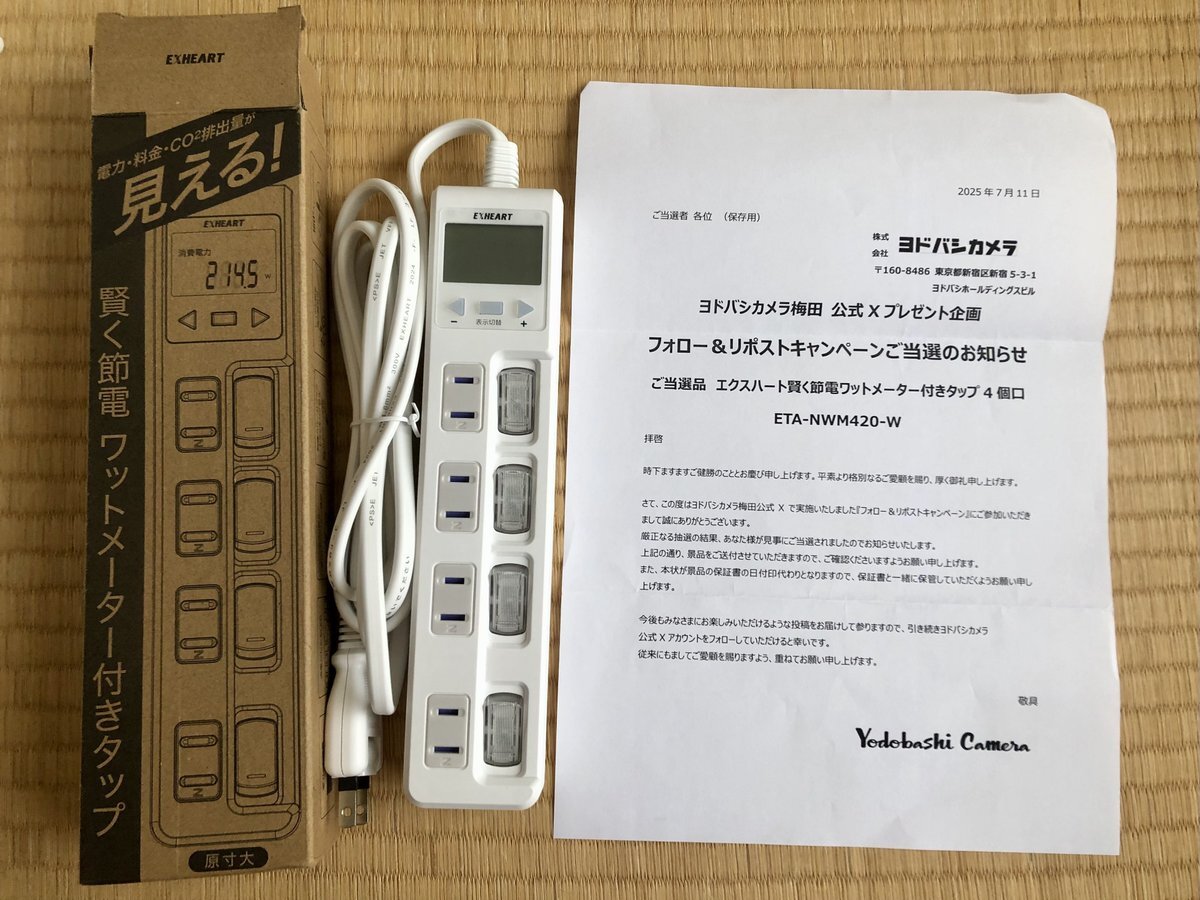 EXHEART
電力・料金・CO2排出量が
見える!
EXHEART
消費電力
214.5 W
賢く節電 ワットメーター付きタップ
原寸大
EXHEART
－ 表示切替 ＋
<PS>E JET
EXHEART 2024
<PS>E JET
2025年7月11日
ご当選者 各位 （保存用）
株式会社 ヨドバシカメラ
〒160-8486 東京都新宿区新宿 5-3-1
ヨドバシホールディングスビル
ヨドバシカメラ梅田 公式 X プレゼント企画
フォロー＆リポストキャンペーンご当選のお知らせ
ご当選品 エクスハート賢く節電ワットメーター付きタップ 4 個口
ETA-NWM420-W
拝啓
時下ますますご健勝のこととお慶び申し上げます。平素より格別なるご愛顧を賜り、厚く御礼申し上げます。
さて、この度はヨドバシカメラ梅田公式 X で実施いたしました『フォロー＆リポストキャンペーン』にご参加いただき
まして誠にありがとうございます。
厳正なる抽選の結果、あなた様が見事にご当選されましたのでお知らせいたします。
上記の通り、景品をご送付させていただきますので、ご確認くださいますようお願い申し上げます。
また、本状が景品の保証書の日付印代わりとなりますので、保証書と一緒に保管していただくようお願い申し
上げます。
今後もみなさまにお楽しみいただけるような投稿をお届けして参りますので、引き続きヨドバシカメラ
公式 X アカウントをフォローしていただけると幸いです。
従来にもましてご愛顧を賜りますよう、重ねてお願い申し上げます。
敬具
Yodobashi Camera